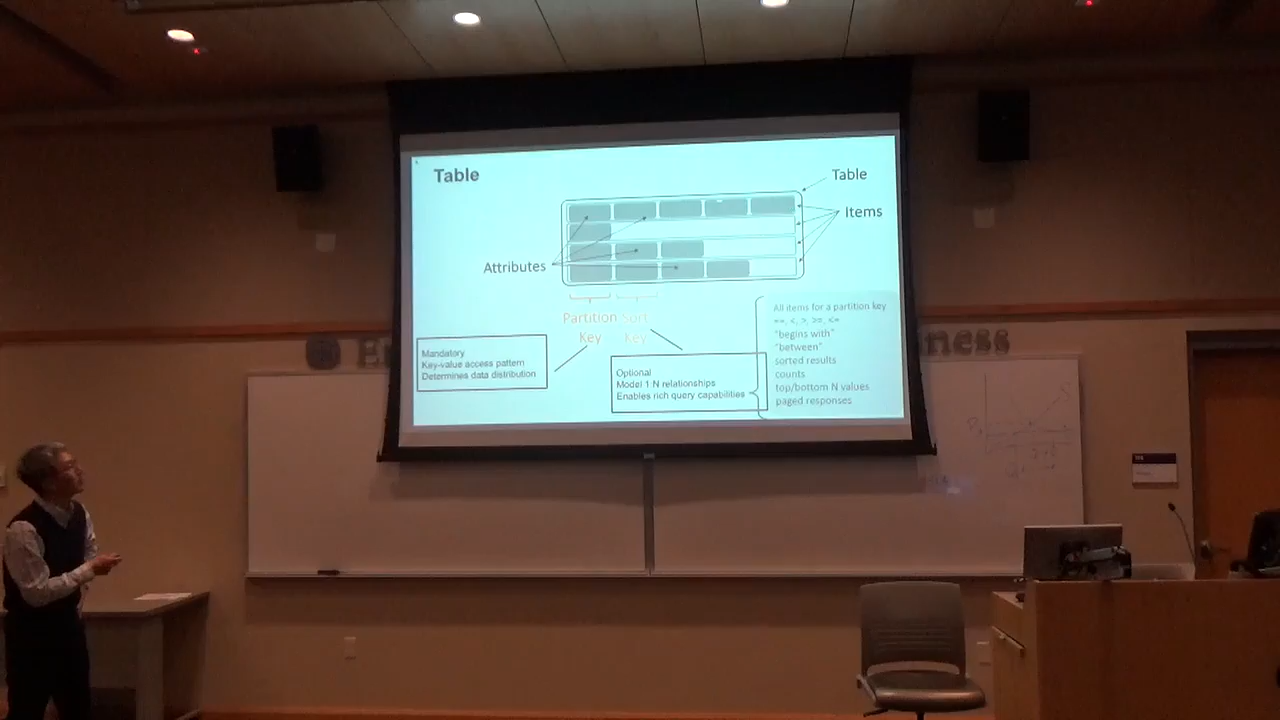 Table
Table
Items
Attributes
Partition Sort
Key Key
Mandatory
Key-value access pattern
Determines data distribution
Optional
Model 1:N relationships
Enables rich query capabilities
All items for a partition key
==, <, >, >=, <=
"begins with"
"between"
sorted results
counts
top/bottom N values
paged responses